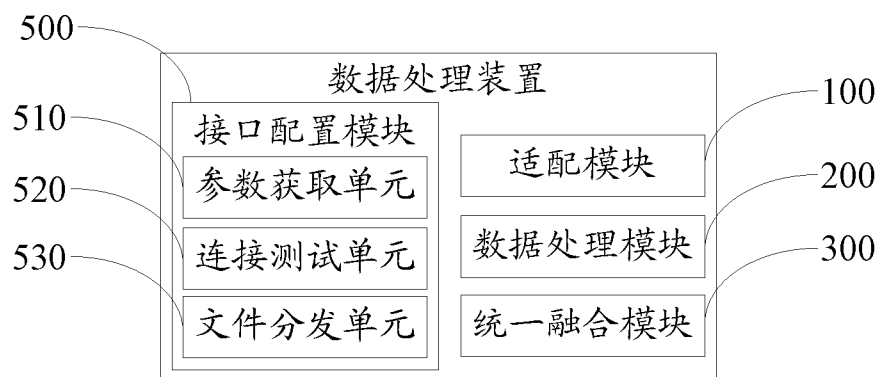 500
数据处理装置
510
接口配置模块
100
参数获取单元
适配模块
520
200
连接测试单元
数据处理模块
530
300
文件分发单元
统一融合模块